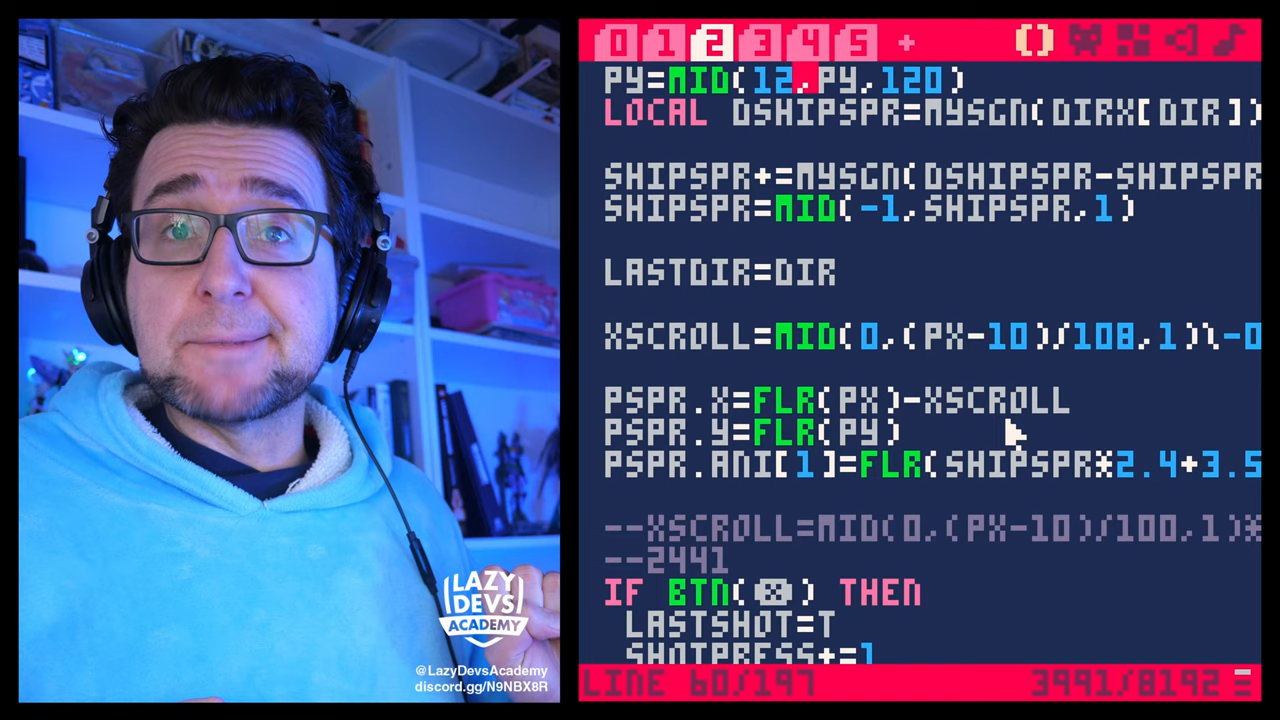 0 1 2 3 4 5 +
PY=MID(12,PY,120)
LOCAL DSHIPSPR=MYSGN(DIRX[DIR])
SHIPSPR+=MYSGN(DSHIPSPR-SHIPSPR
SHIPSPR=MID(-1,SHIPSPR,1)
LASTDIR=DIR
XSCROLL=MID(0,(PX-10)/108,1)\-0
PSPR.X=FLR(PX)-XSCROLL
PSPR.Y=FLR(PY)
PSPR.ANI[1]=FLR(SHIPSPR*2.4+3.5
--XSCROLL=MID(0,(PX-10)/100,1)*
--2441
IF BTN(❎) THEN
LASTSHOT=T
SHOTPRESS+=1
LINE 60/197 3991/8192
LAZY
DEVS
ACADEMY
@LazyDevsAcademy
discord.gg/N9NBX8R